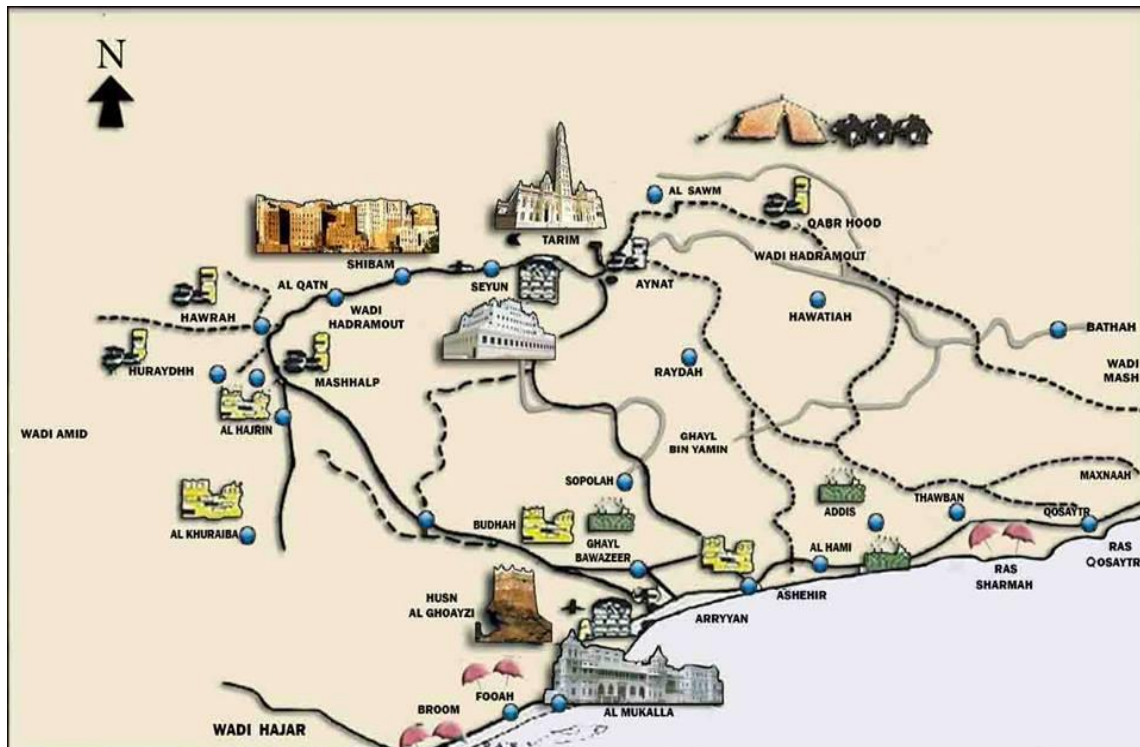 N
AL SAWM
QABR HOOD
TARIM
WADI HADRAMOUT
SHIBAM
SEYUN
AYNAT
AL QATN
HAWRAH
WADI
HADRAMOUT
HAWATIAH
BATHAH
HURAYDHH
MASHHALP
RAYDAH
WADI
MASH
AL HAJRIN
WADI AMID
GHAYL
BIN YAMIN
SOPOLAH
MAXNAAH
THAWBAN
ADDIS
QOSAYTR
AL KHURAIBA
BUDHAH
GHAYL
BAWAZEER
AL HAMI
RAS
SHARMAH
RAS
QOSAYTR
HUSN
AL GHOAYZI
ASHEHIR
ARRYYAN
FOOAH
BROOM
AL MUKALLA
WADI HAJAR